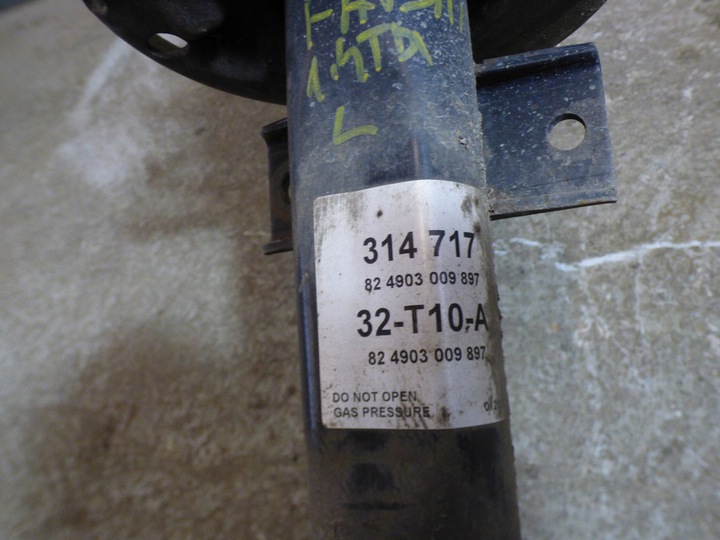 1.4TDI
L
314 717
82 4903 009 897
32-T10-A
82 4903 009 897
DO NOT OPEN
GAS PRESSURE